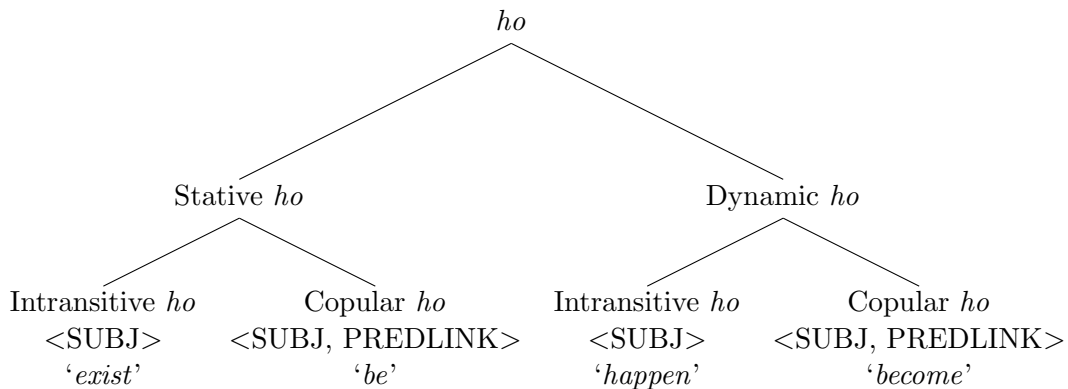 ho
Stative ho
Dynamic ho
Intransitive ho
<SUBJ>
‘exist’
Copular ho
<SUBJ, PREDLINK>
‘be’
Intransitive ho
<SUBJ>
‘happen’
Copular ho
<SUBJ, PREDLINK>
‘become’